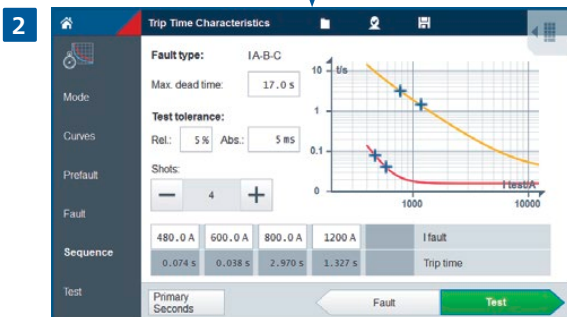 2
Trip Time Characteristics
Mode
Curves
Prefault
Fault
Sequence
Test
Fault type: IA-B-C
Max. dead time: 17.0 s
Test tolerance:
Rel.: 5 % Abs.: 5 ms
Shots:
4
t/s
10
1
0.1
0
1000
10000
I test/A
480.0 A 600.0 A 800.0 A 1200 A I fault
0.074 s 0.038 s 2.970 s 1.327 s Trip time
Primary
Seconds
Fault
Test